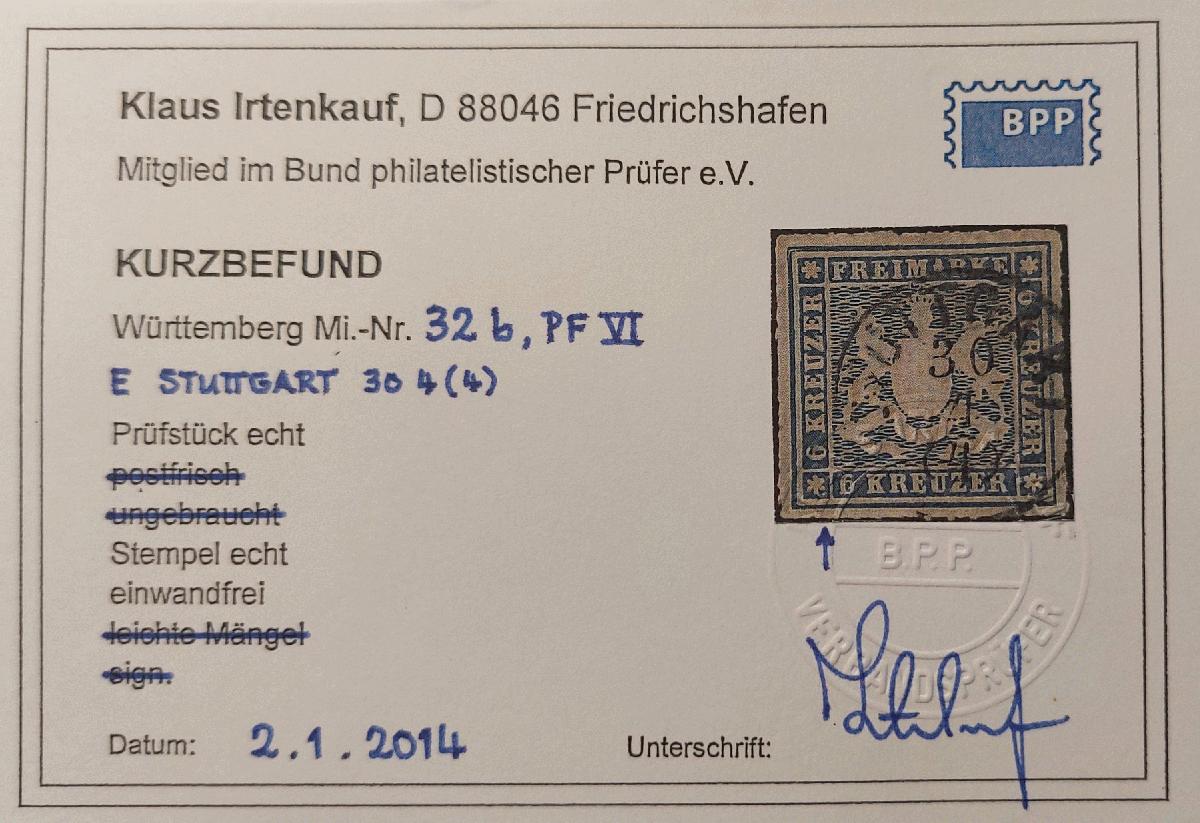 Klaus Irtenkauf, D 88046 Friedrichshafen
BPP
Mitglied im Bund philatelistischer Prüfer e.V.
KURZBEFUND
Württemberg Mi.-Nr. 32 b, PF VI
E STUTTGART 30 4 (4)
Prüfstück echt
postfrisch
ungebraucht
Stempel echt
einwandfrei
leichte Mängel
sign.
Datum: 2.1.2014
Unterschrift:
FREIMARKE
6 KREUZER
6 KREUZER
6 KREUZER
30
B.P.P.
VERBANDSPRÜFER